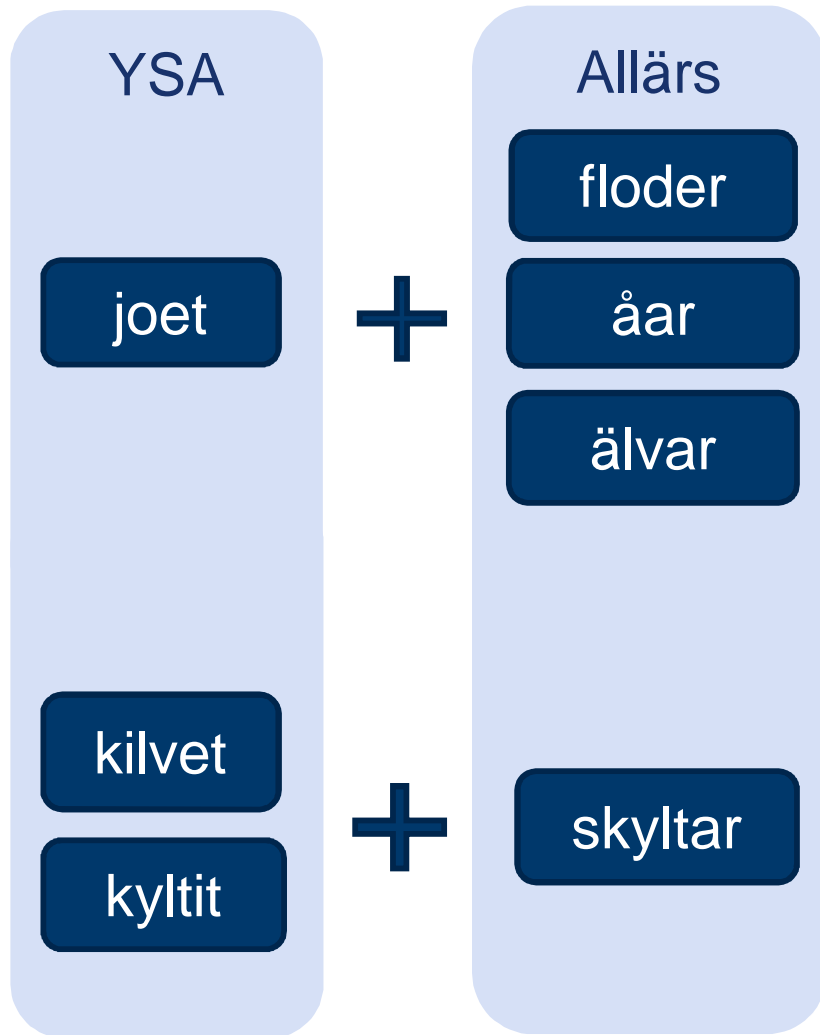 YSA
joet
kilvet
kyltit
Allärs
floder
åar
älvar
skyltar